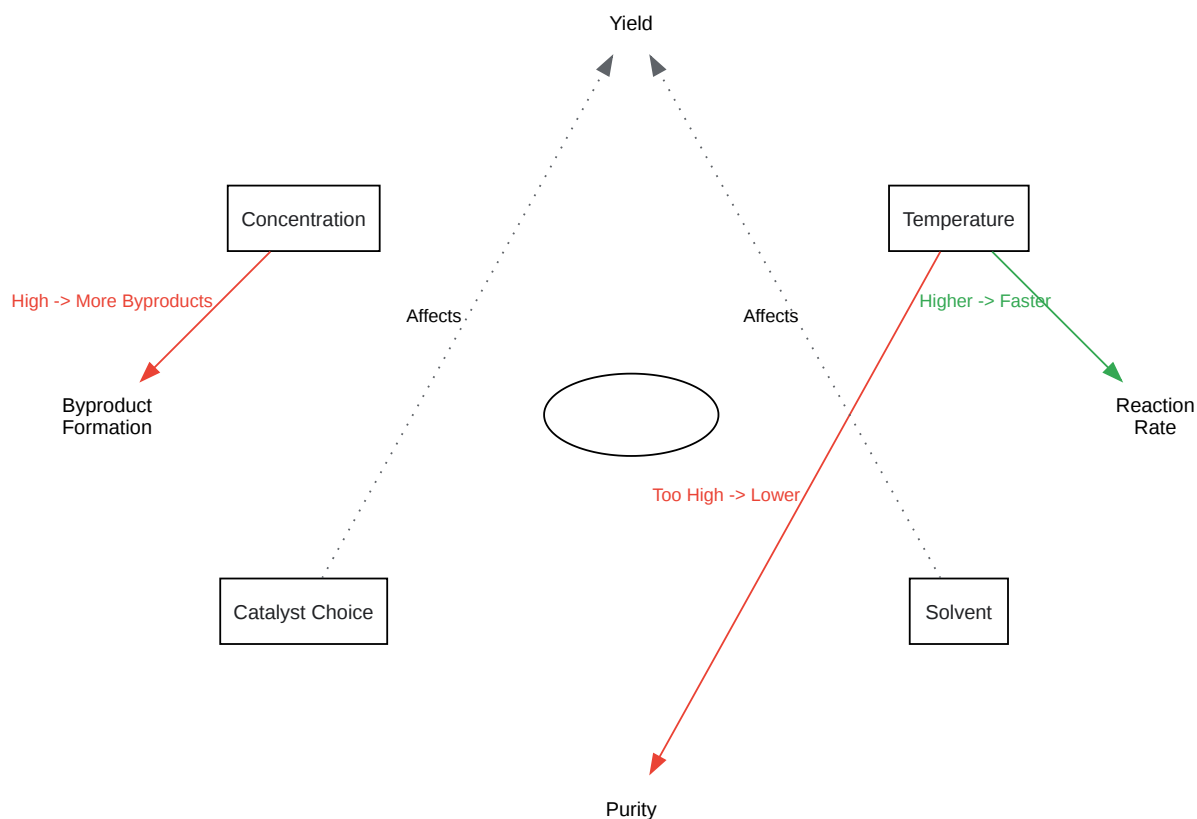 Yield
Concentration
Temperature
High -> More Byproducts
Higher -> Faster
Affects
Affects
Byproduct
Formation
Reaction
Rate
Too High -> Lower
Catalyst Choice
Solvent
Purity